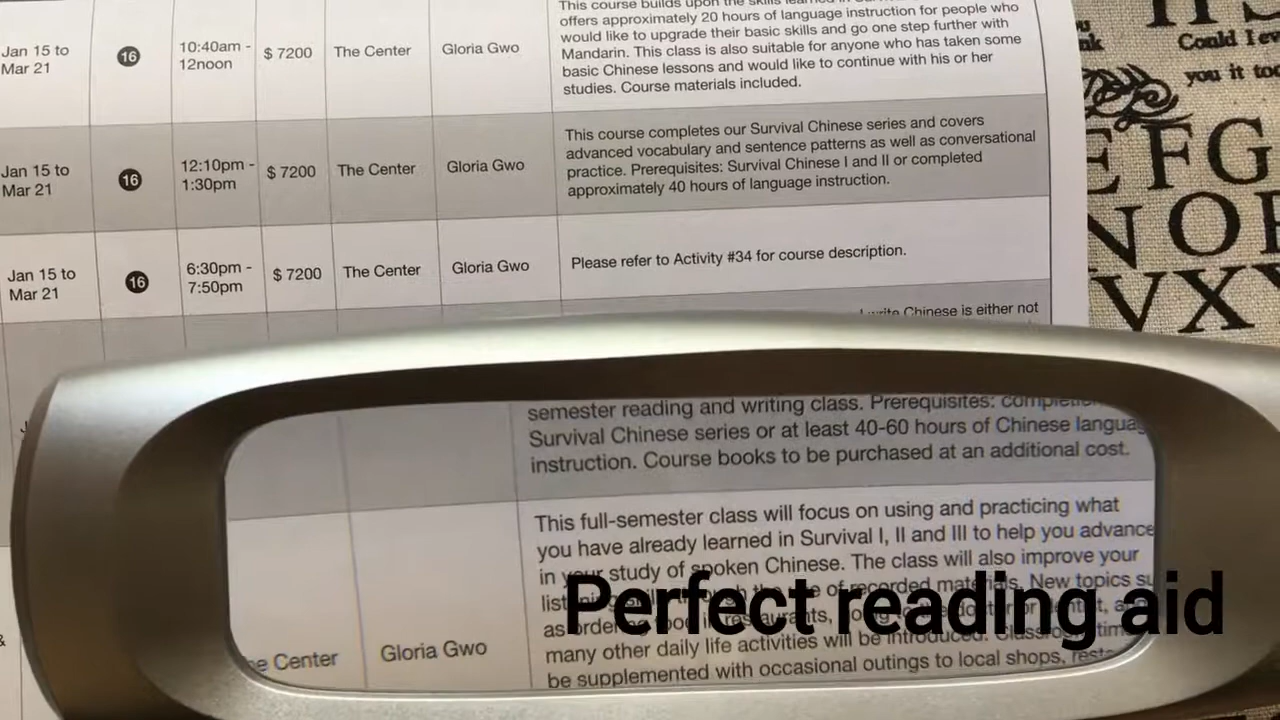 This course builds upon the skills learned in
offers approximately 20 hours of language instruction for people who
would like to upgrade their basic skills and go one step further with
Mandarin. This class is also suitable for anyone who has taken some
basic Chinese lessons and would like to continue with his or her
studies. Course materials included.
Jan 15 to
Mar 21
16
10:40am -
12noon
$ 7200
The Center
Gloria Gwo
This course completes our Survival Chinese series and covers
advanced vocabulary and sentence patterns as well as conversational
practice. Prerequisites: Survival Chinese I and II or completed
approximately 40 hours of language instruction.
Jan 15 to
Mar 21
16
12:10pm -
1:30pm
$ 7200
The Center
Gloria Gwo
Jan 15 to
Mar 21
16
6:30pm -
7:50pm
$ 7200
The Center
Gloria Gwo
Please refer to Activity #34 for course description.
write Chinese is either not
semester reading and writing class. Prerequisites:
Survival Chinese series or at least 40-60 hours of Chinese
instruction. Course books to be purchased at an additional cost.
This full-semester class will focus on using and practicing what
you have already learned in Survival I, II and III to help you advance
in your study of spoken Chinese. The class will also improve your
of recorded materials. New topics
as
many other daily life activities will be introduced.
be supplemented with occasional outings to local shops,
Center
Gloria Gwo
&
Perfect reading aid
Could I
you it
EFG
NO
VXY